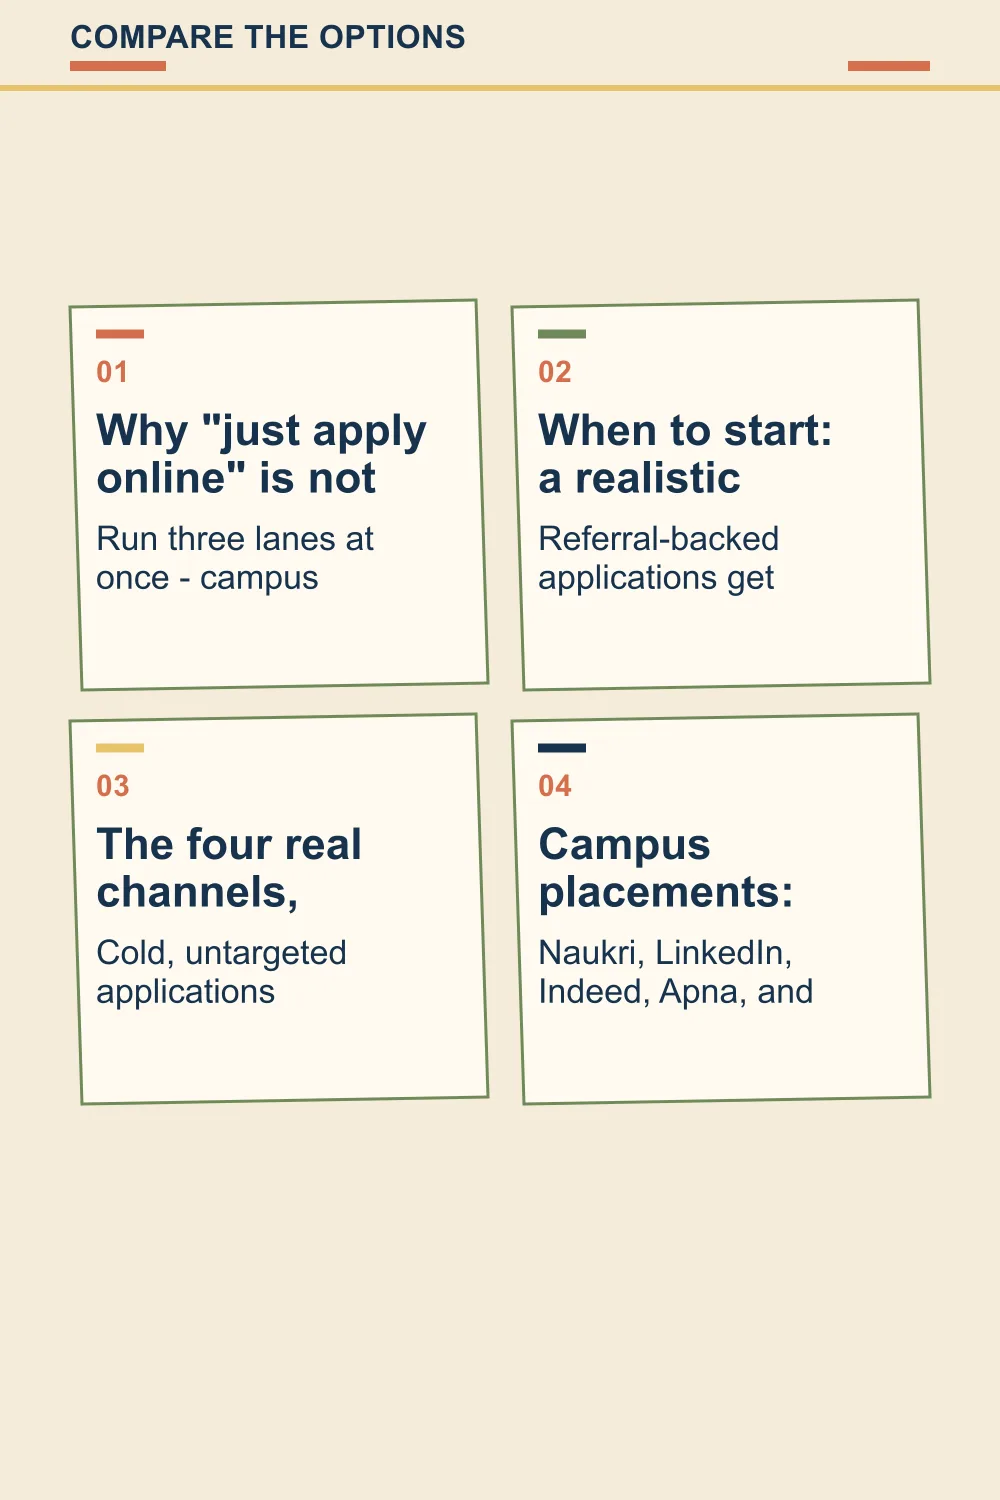 COMPARE THE OPTIONS
01
Why "just apply
online" is not
Run three lanes at
once - campus
02
When to start:
a realistic
Referral-backed
applications get
03
The four real
channels,
Cold, untargeted
applications
04
Campus
placements:
Naukri, LinkedIn,
Indeed, Apna, and